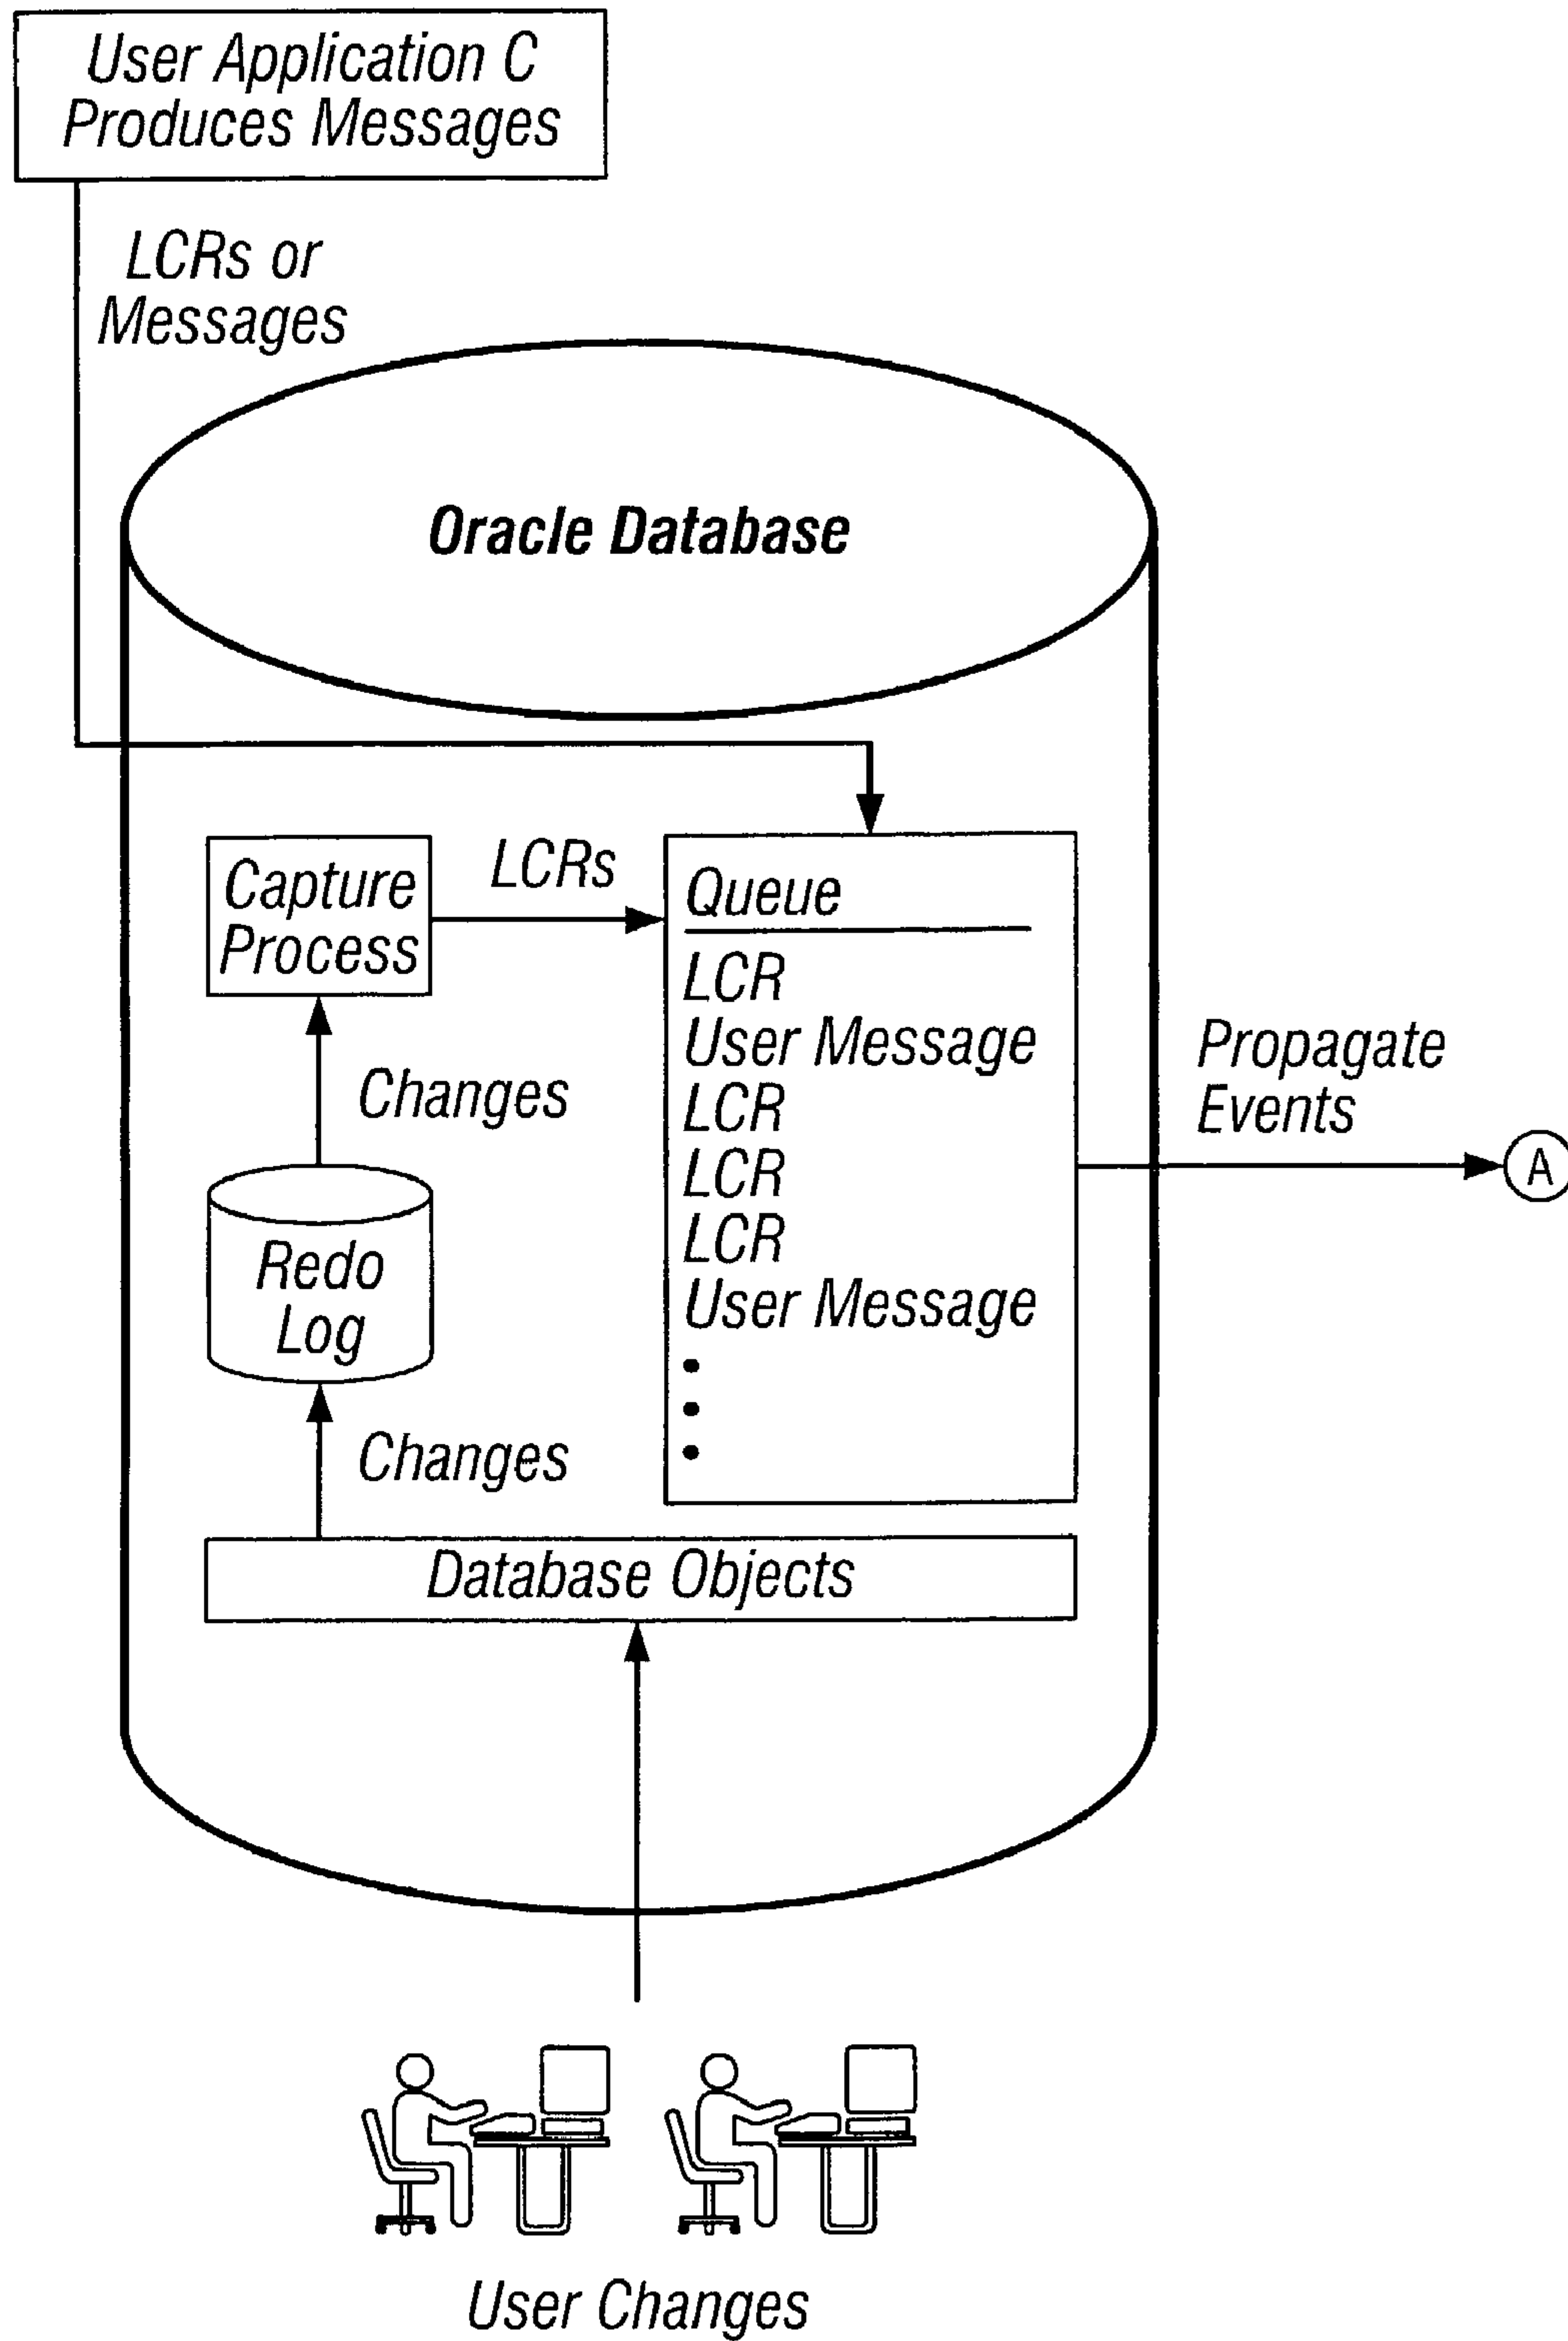 User Application C
Produces Messages
LCRs or
Messages
Oracle Database
Capture
Process
LCRs
Queue
LCR
User Message
LCR
LCR
LCR
User Message
Changes
Redo
Log
Changes
Database Objects
Propagate
Events
A
User Changes